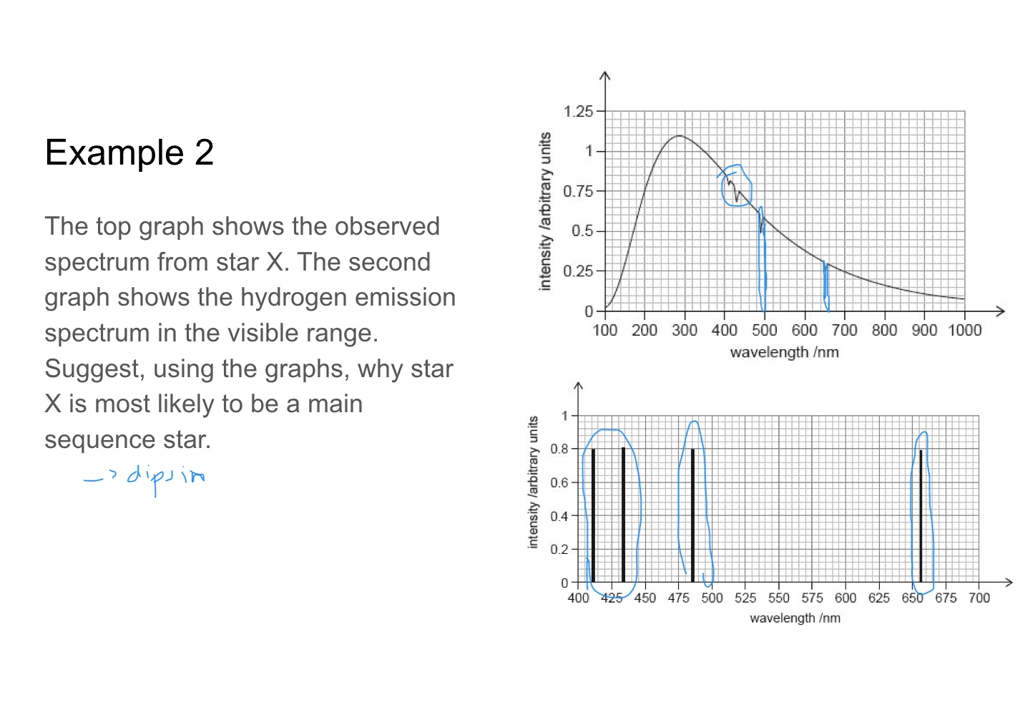 Example 2
The top graph shows the observed
spectrum from star X. The second
graph shows the hydrogen emission
spectrum in the visible range.
Suggest, using the graphs, why star
X is most likely to be a main
sequence star.
→ dips in
intensity /arbitrary units
1.25
1
0.75
0.5
0.25
0
100 200 300 400 500 600 700 800 900 1000
wavelength /nm
intensity /arbitrary units
1
0.8
0.6
0.4
0.2
0
400 425 450 475 500 525 550 575 600 625 650 675 700
wavelength /nm